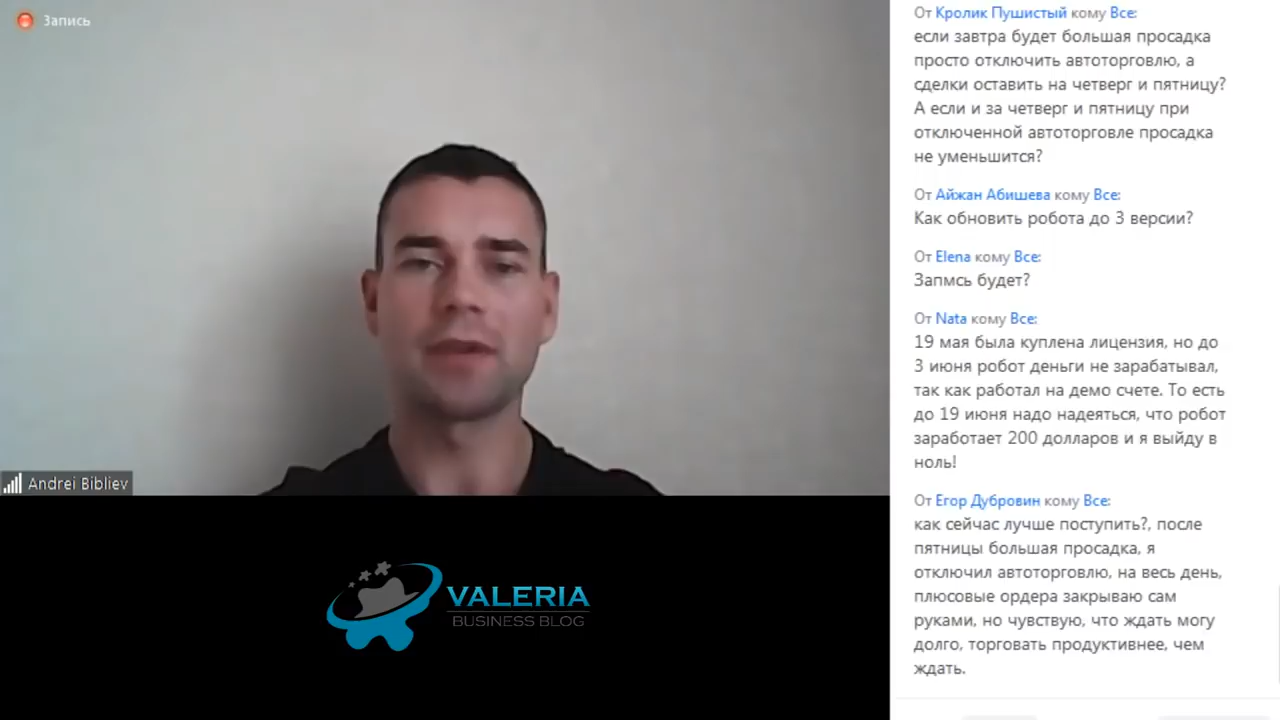 Запись
Andrei Bibliev
VALERIA
BUSINESS BLOG
От Кролик Пушистый кому Все:
если завтра будет большая просадка
просто отключить автоторговлю, а
сделки оставить на четверг и пятницу?
А если и за четверг и пятницу при
отключенной автоторговле просадка
не уменьшится?
От Айжан Абишева кому Все:
Как обновить робота до 3 версии?
От Elena кому Все:
Запмсь будет?
От Nata кому Все:
19 мая была куплена лицензия, но до
3 июня робот деньги не зарабатывал,
так как работал на демо счете. То есть
до 19 июня надо надеяться, что робот
заработает 200 долларов и я выйду в
ноль!
От Егор Дубровин кому Все:
как сейчас лучше поступить?, после
пятницы большая просадка, я
отключил автоторговлю, на весь день,
плюсовые ордера закрываю сам
руками, но чувствую, что ждать могу
долго, торговать продуктивнее, чем
ждать.